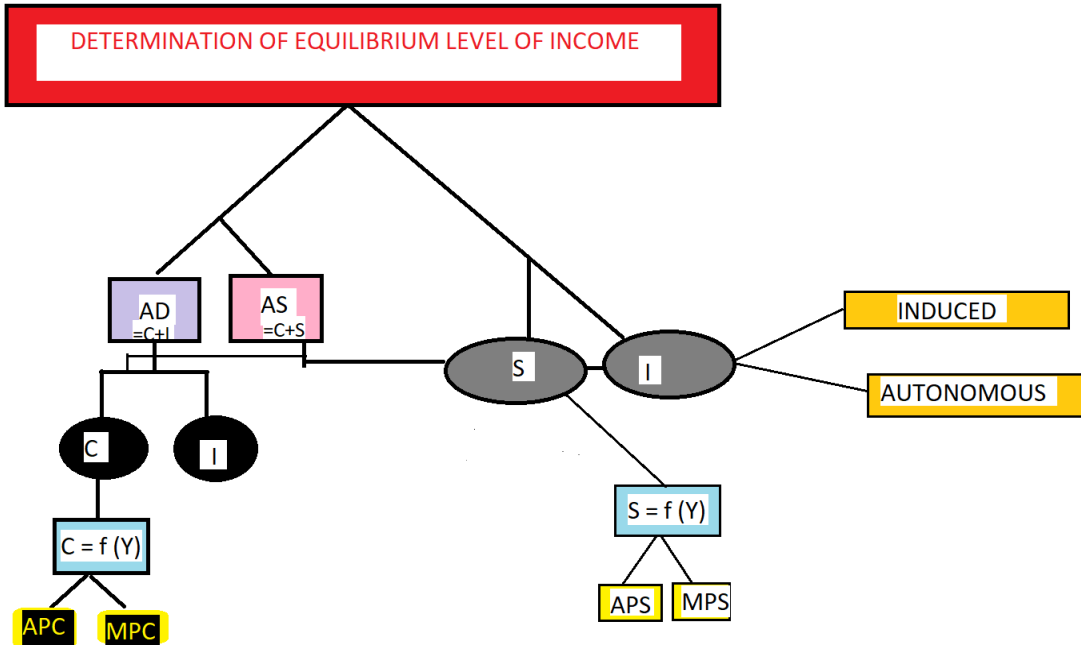 DETERMINATION OF EQUILIBRIUM LEVEL OF INCOME
AD
=C+I
AS
=C+S
S
I
INDUCED
AUTONOMOUS
C
I
C = f (Y)
S = f (Y)
APC
MPC
APS
MPS